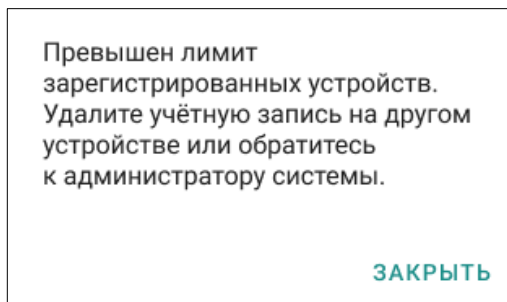 Превышен лимит
зарегистрированных устройств.
Удалите учётную запись на другом
устройстве или обратитесь
к администратору системы.
ЗАКРЫТЬ